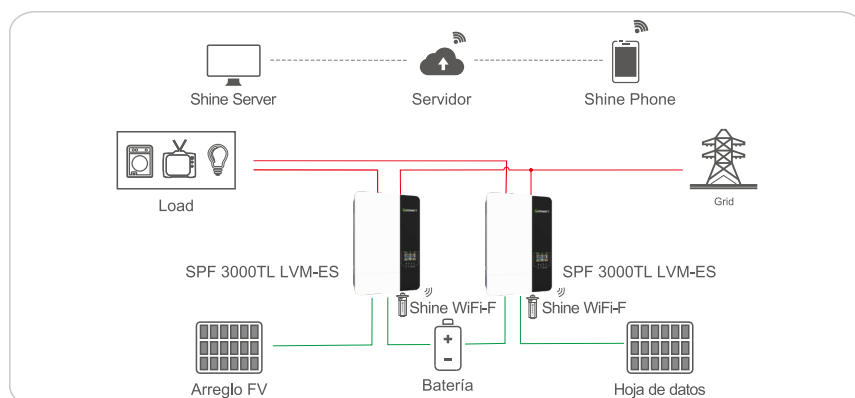 Shine Server
Servidor
Shine Phone
Load
Grid
SPF 3000TL LVM-ES
SPF 3000TL LVM-ES
Shine WiFi-F
Shine WiFi-F
Arreglo FV
Batería
Hoja de datos